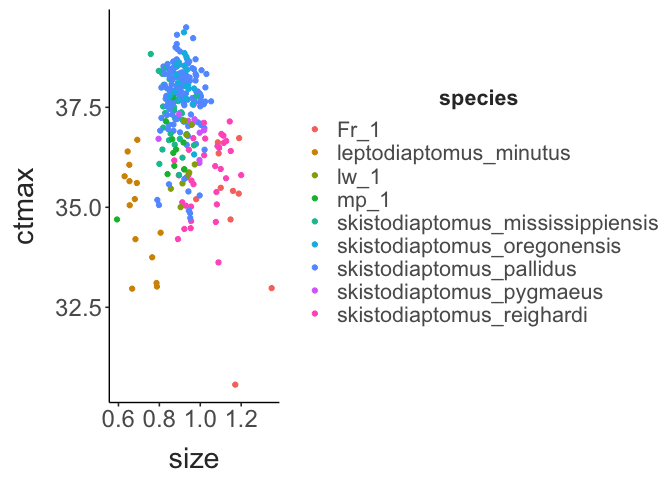 ctmax
37.5
35.0
32.5
0.6 0.8 1.0 1.2
size
species
Fr_1
leptodiaptomus_minutus
lw_1
mp_1
skistodiaptomus_mississippiensis
skistodiaptomus_oregonensis
skistodiaptomus_pallidus
skistodiaptomus_pygmaeus
skistodiaptomus_reighardi